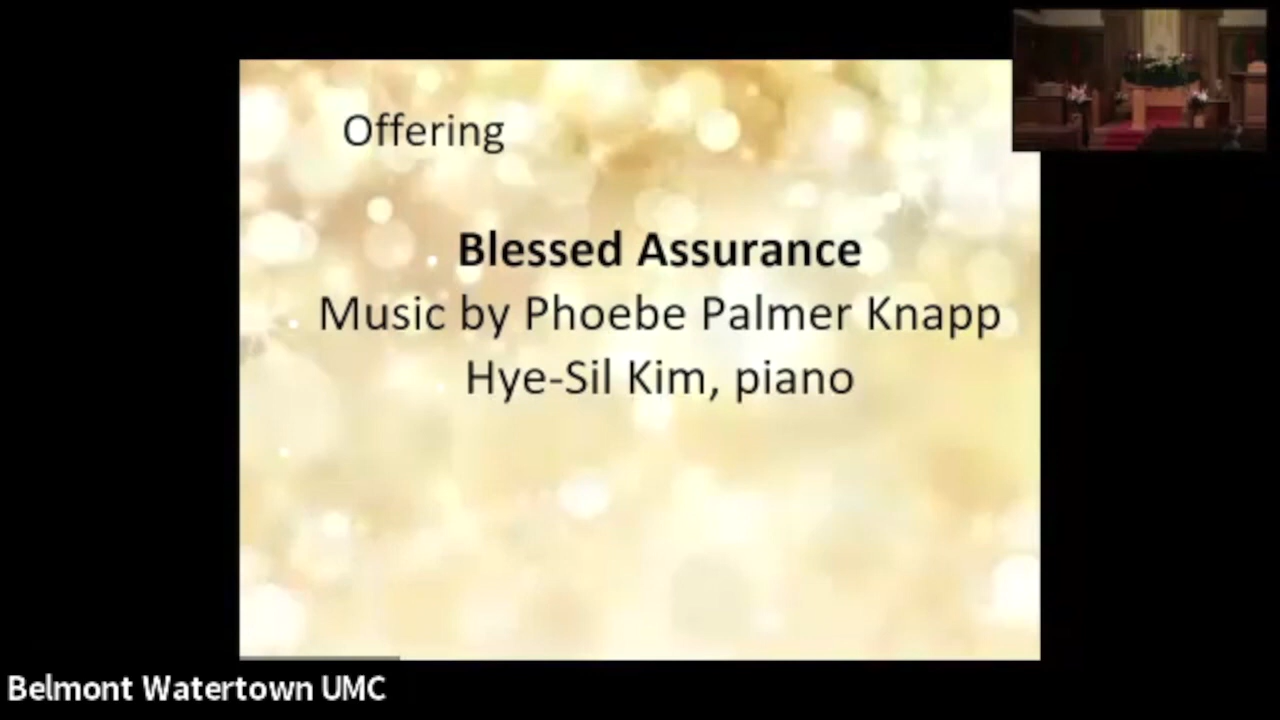 Offering
Blessed Assurance
Music by Phoebe Palmer Knapp
Hye-Sil Kim, piano
Belmont Watertown UMC